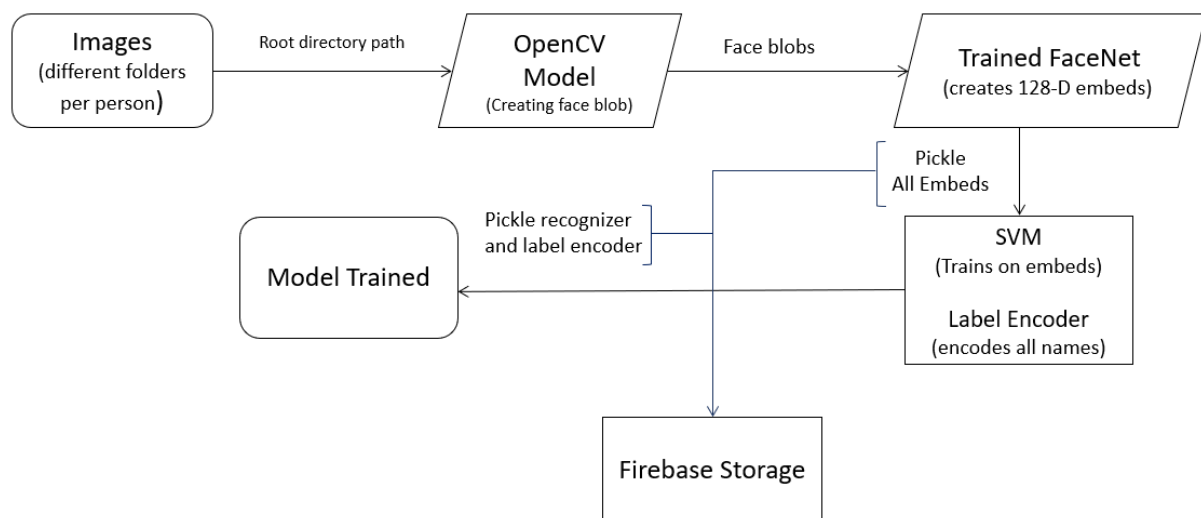 Images
(different folders
per person)
Root directory path
OpenCV
Model
(Creating face blob)
Face blobs
Trained FaceNet
(creates 128-D embeds)
Pickle
All Embeds
Pickle recognizer
and label encoder
SVM
(Trains on embeds)
Label Encoder
(encodes all names)
Model Trained
Firebase Storage